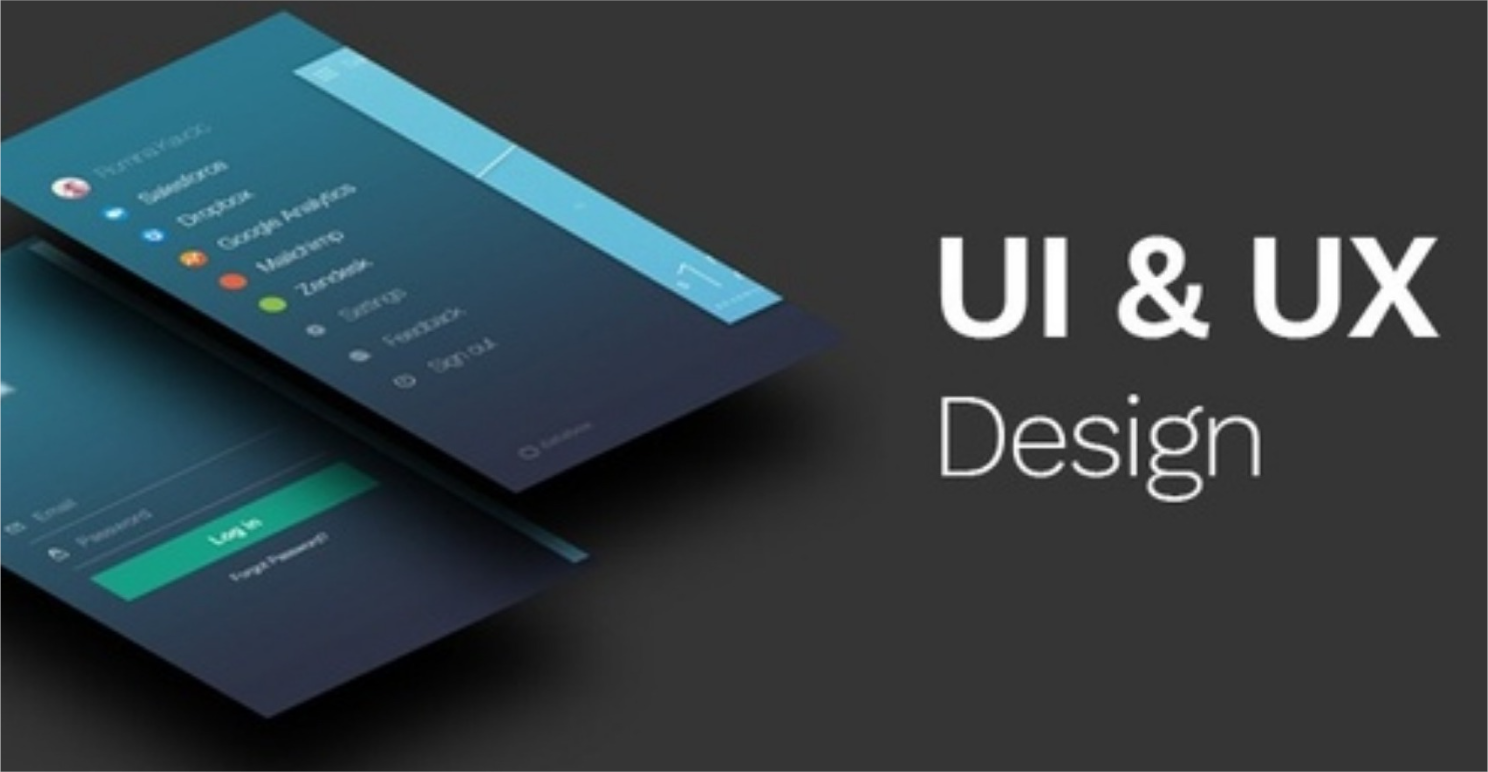 Salesforce
Dropbox
Google Analytics
Mailchimp
Zendesk
Settings
Feedback
Sign out
Email
Password
Log in
Forgot Password?
UI & UX
Design